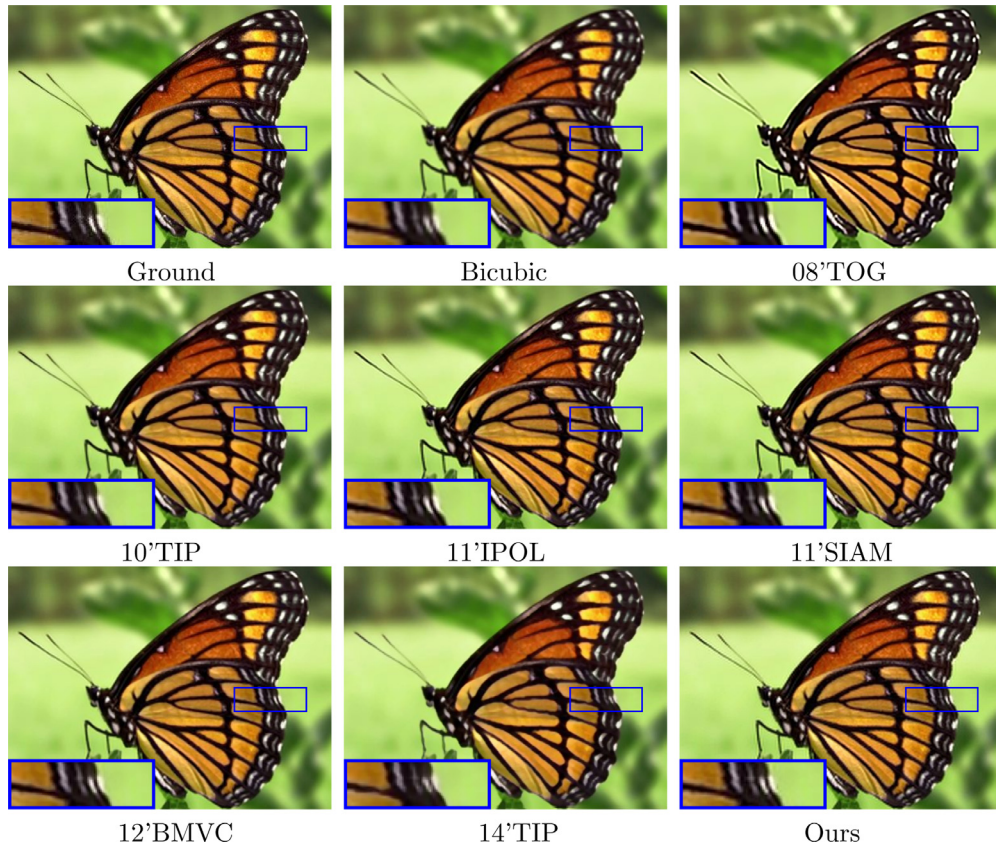 Ground
Bicubic
08'TOG
10'TIP
11'IPOL
11'SIAM
12'BMVC
14'TIP
Ours